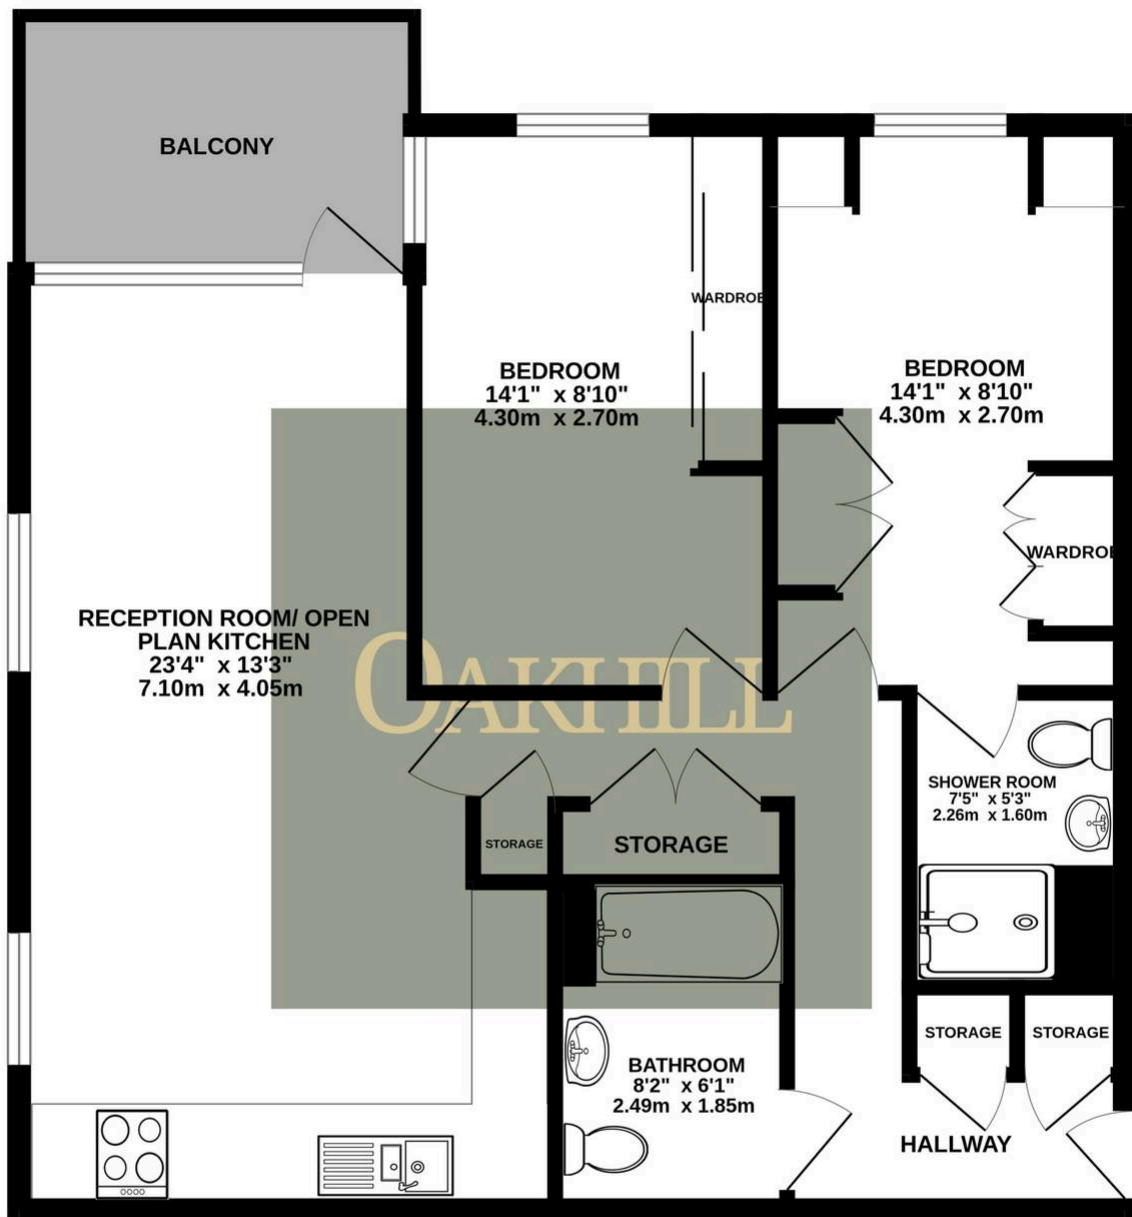 BALCONY
WARDROBE
BEDROOM
14'1" x 8'10"
4.30m x 2.70m
BEDROOM
14'1" x 8'10"
4.30m x 2.70m
WARDROBE
RECEPTION ROOM/ OPEN
PLAN KITCHEN
23'4" x 13'3"
7.10m x 4.05m
OAKHILL
SHOWER ROOM
7'5" x 5'3"
2.26m x 1.60m
STORAGE
STORAGE
STORAGE
STORAGE
BATHROOM
8'2" x 6'1"
2.49m x 1.85m
HALLWAY